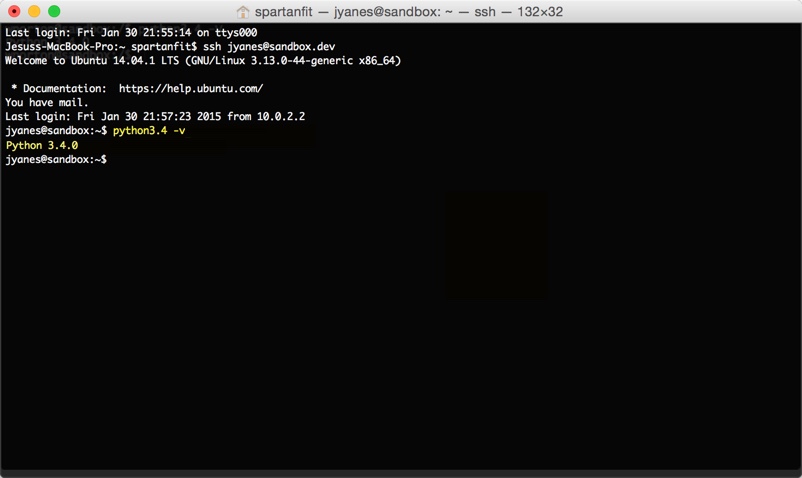 spartanfit — jyanes@sandbox: ~ — ssh — 132×32
Last login: Fri Jan 30 21:55:14 on ttys000
Jesuss-MacBook-Pro:~ spartanfit$ ssh jyanes@sandbox.dev
Welcome to Ubuntu 14.04.1 LTS (GNU/Linux 3.13.0-44-generic x86_64)
* Documentation:  https://help.ubuntu.com/
You have mail.
Last login: Fri Jan 30 21:57:23 2015 from 10.0.2.2
jyanes@sandbox:~$ python3.4 -v
Python 3.4.0
jyanes@sandbox:~$